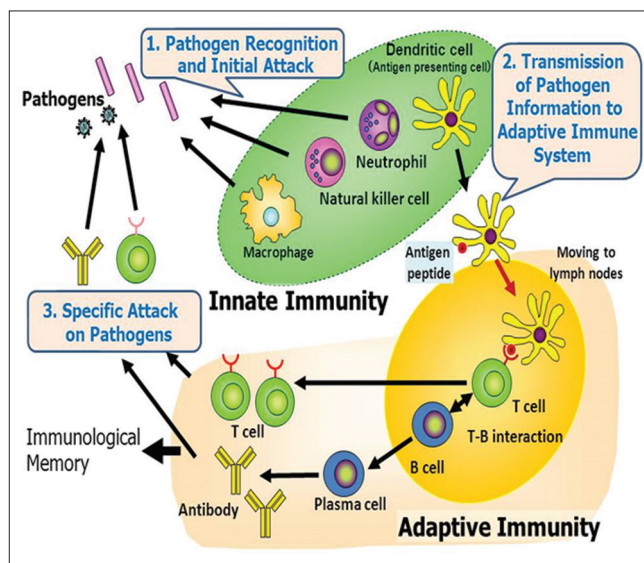 1. Pathogen Recognition
and Initial Attack
Dendritic cell
(Antigen presenting cell)
2. Transmission
of Pathogen
Information to
Adaptive Immune
System
Pathogens
Neutrophil
Natural killer cell
Macrophage
Innate Immunity
Antigen
peptide
Moving to
lymph nodes
3. Specific Attack
on Pathogens
T cell
T cell
T-B interaction
B cell
Immunological
Memory
Plasma cell
Antibody
Adaptive Immunity